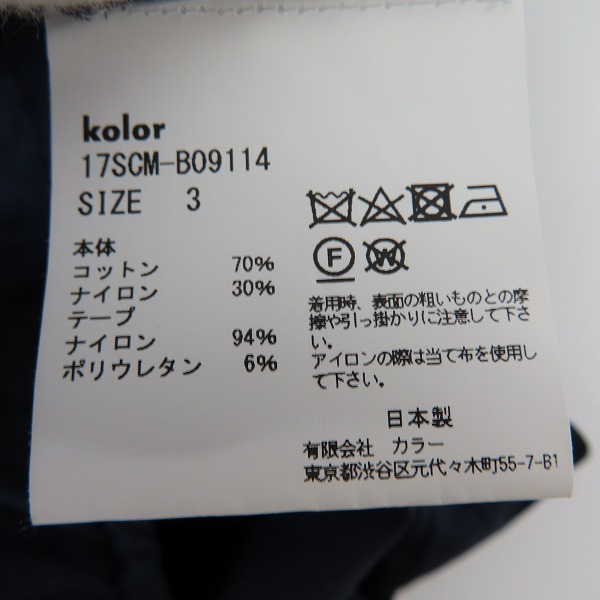 kolor
17SCM-B09114
SIZE 3
本体
コットン 70%
ナイロン 30%
テープ
ナイロン 94%
ポリウレタン 6%
F
W
着用時、表面の粗いものとの摩
擦や引っ掛かりに注意して下さ
い。
アイロンの際は当て布を使用し
て下さい。
日本製
有限会社 カラー
東京都渋谷区元代々木町55-7-B1